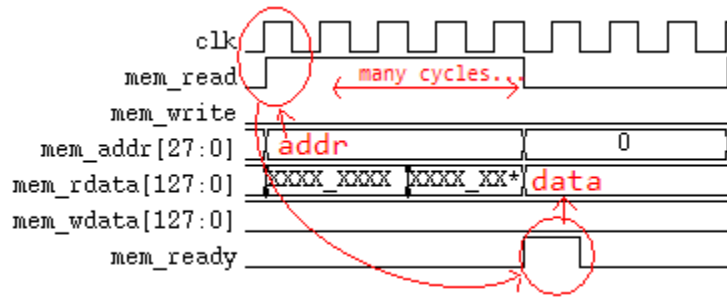 clk
mem_read many cycles...
mem_write
mem_addr[27:0] addr 0
mem_rdata[127:0] XXXX_XXXX XXXX_XX* data
mem_wdata[127:0]
mem_ready